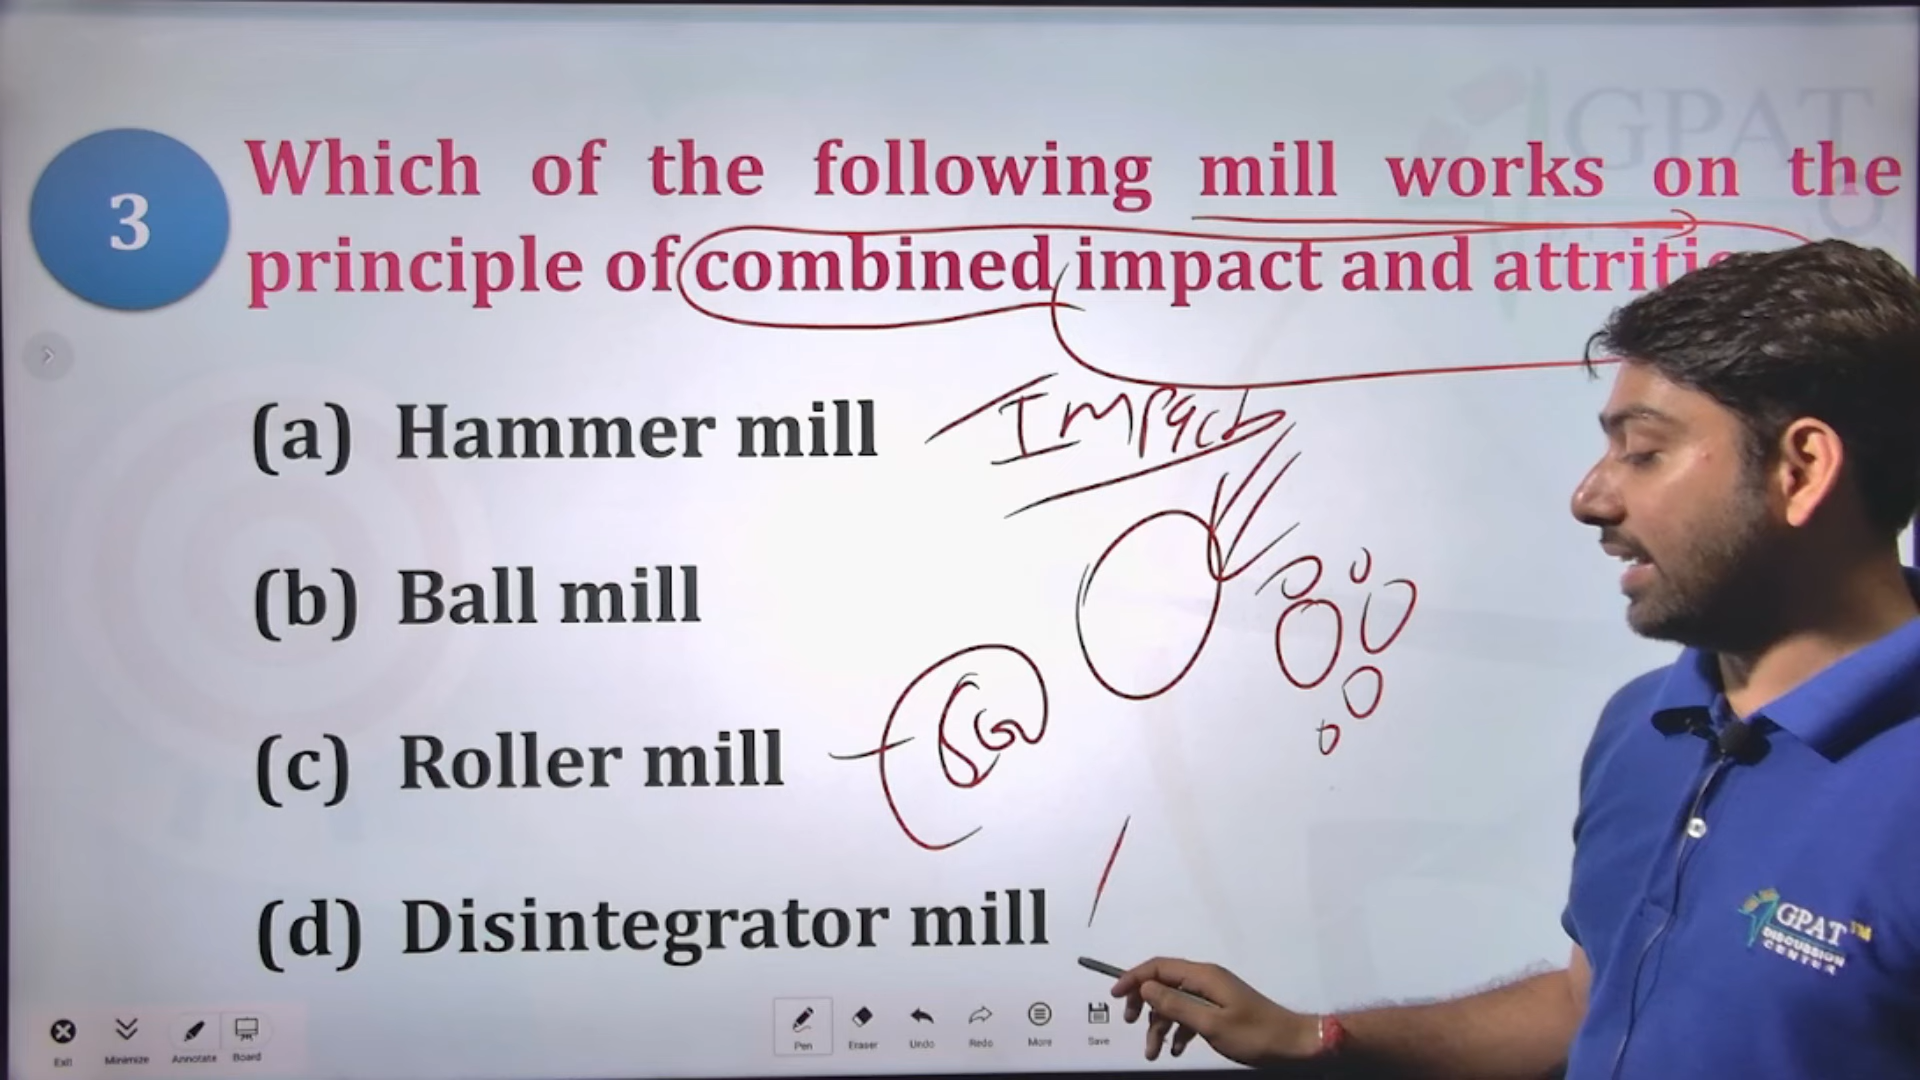 GPAT
3
Which of the following mill works on the
principle of combined impact and
(a) Hammer mill
Impact
(b) Ball mill
(c) Roller mill
(d) Disintegrator mill
GPAT TM
DISCUSSION
CENTER
Exit Minimize Annotate Board Pen Eraser Undo Redo More Save